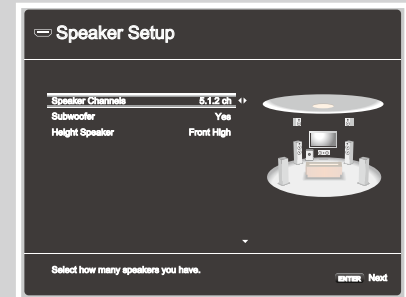 Speaker Setup
Speaker Channels 5.1.2 ch
Subwoofer Yes
Height Speaker Front High
Select how many speakers you have.
ENTER Next